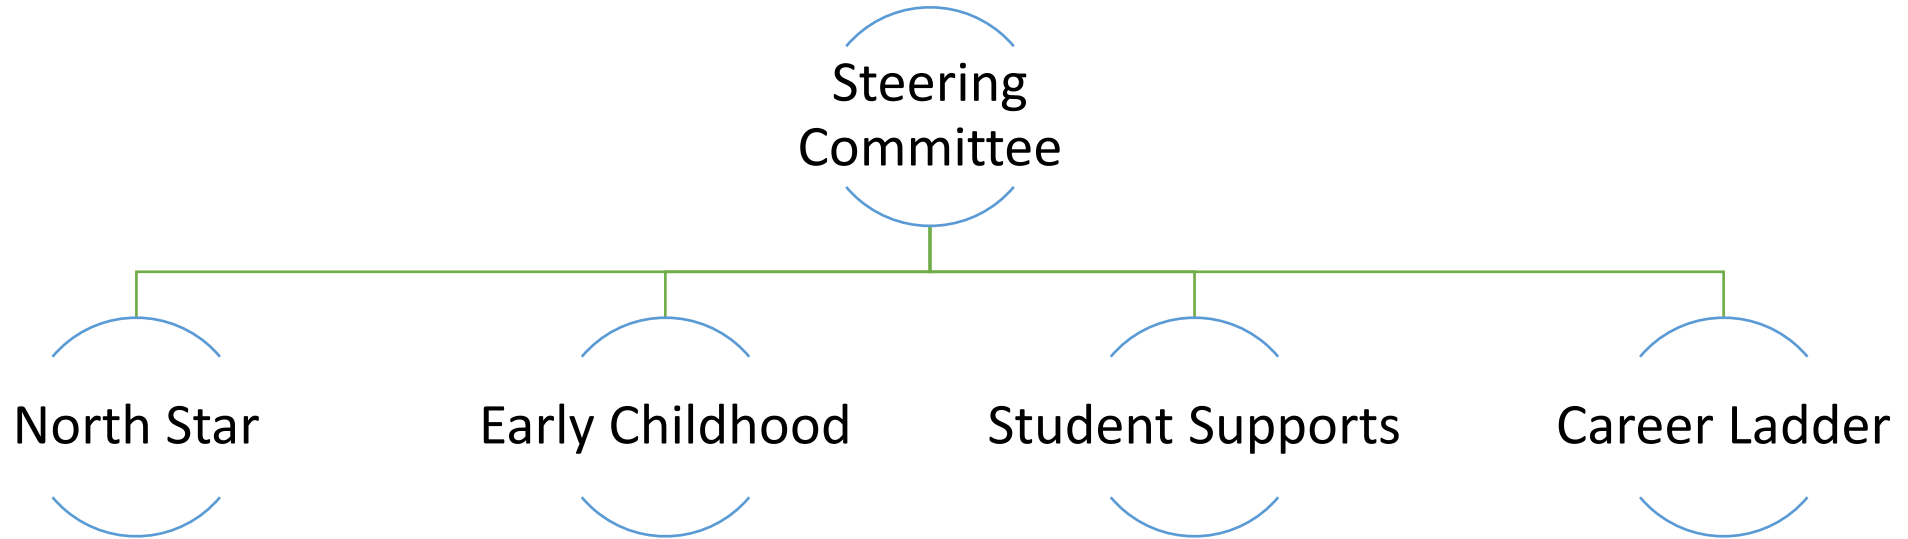 Steering
Committee
North Star
Early Childhood
Student Supports
Career Ladder